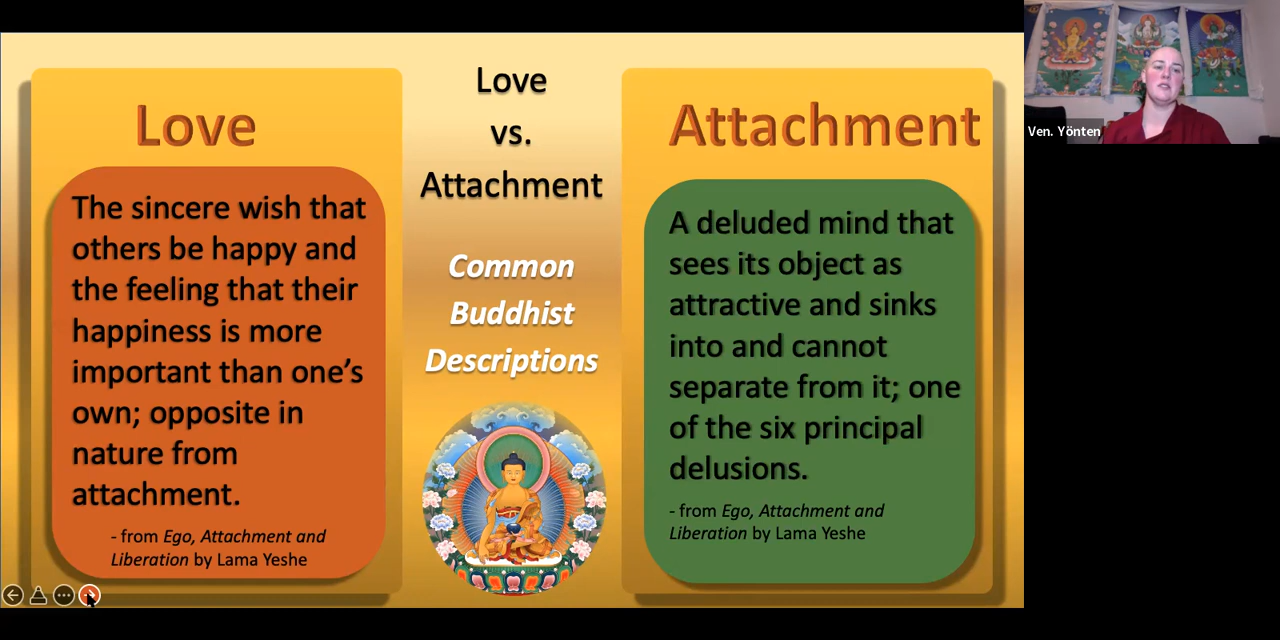 Love
The sincere wish that
others be happy and
the feeling that their
happiness is more
important than one’s
own; opposite in
nature from
attachment.
- from Ego, Attachment and
Liberation by Lama Yeshe
Love
vs.
Attachment
Common
Buddhist
Descriptions
Attachment
A deluded mind that
sees its object as
attractive and sinks
into and cannot
separate from it; one
of the six principal
delusions.
- from Ego, Attachment and
Liberation by Lama Yeshe
Ven. Yönten